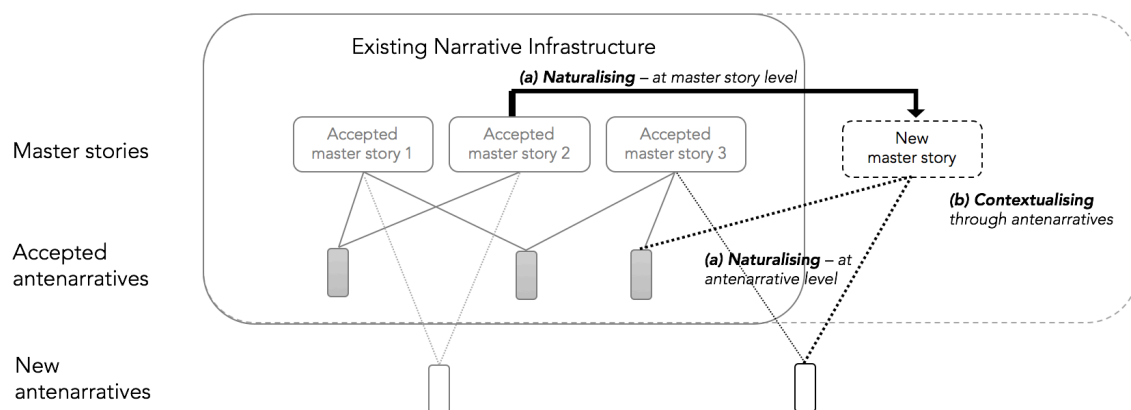 Existing Narrative Infrastructure
(a) Naturalising – at master story level
Master stories
Accepted
master story 1
Accepted
master story 2
Accepted
master story 3
New
master story
(b) Contextualising
through antenarratives
Accepted
antenarratives
(a) Naturalising – at
antenarrative level
New
antenarratives